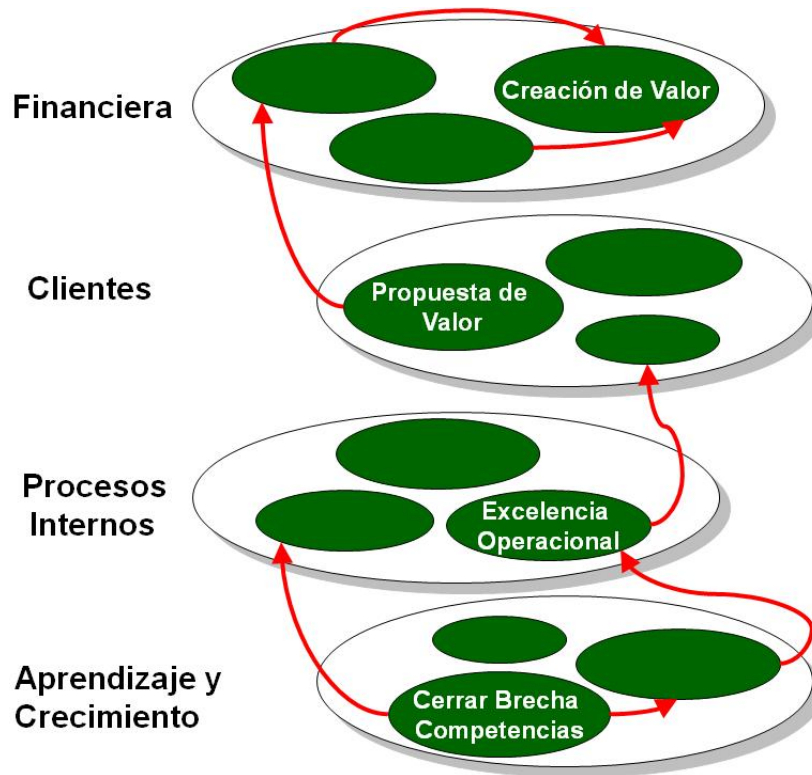 Financiera
Creación de Valor
Clientes
Propuesta de
Valor
Procesos
Internos
Excelencia
Operacional
Aprendizaje y
Crecimiento
Cerrar Brecha
Competencias